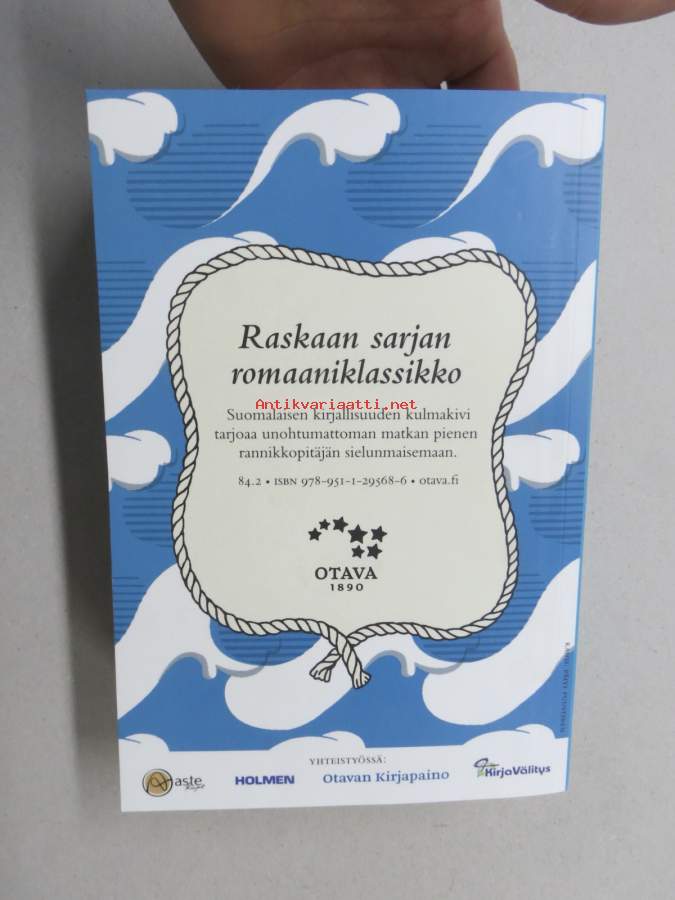 Raskaan sarjan
romaaniklassikko
Antikvariaatti.net
Suomalaisen kirjallisuuden kulmakivi
tarjoaa unohtumattoman matkan pienen
rannikkopitäjän sielunmaisemaan.
84.2 • ISBN 978-951-1-29568-6 • otava.fi
OTAVA
1890
YHTEISTYÖSSÄ:
aste
HOLMEN
Otavan Kirjapaino
KirjaVälitys